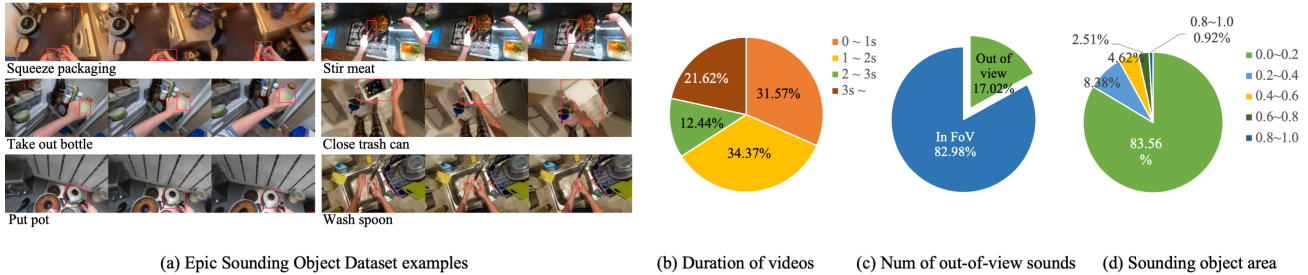 Squeeze packaging
Stir meat
Take out bottle
Close trash can
Put pot
Wash spoon
(a) Epic Sounding Object Dataset examples
31.57%
34.37%
12.44%
21.62%
0 ~ 1s
1 ~ 2s
2 ~ 3s
3s ~
(b) Duration of videos
Out of
view
17.02%
In FoV
82.98%
(c) Num of out-of-view sounds
0.8~1.0
0.92%
2.51%
4.62%
8.38%
83.56
%
0.0~0.2
0.2~0.4
0.4~0.6
0.6~0.8
0.8~1.0
(d) Sounding object area